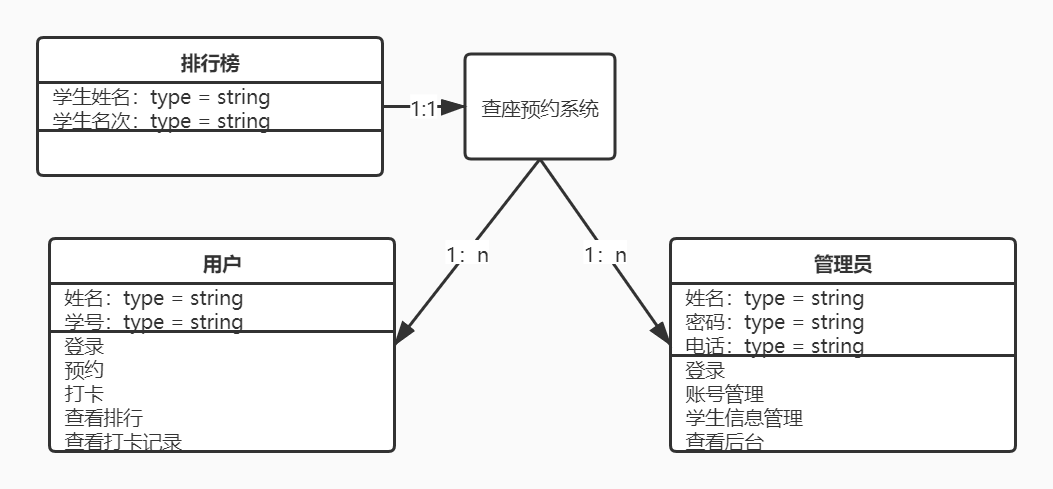 排行榜
学生姓名：type = string
学生名次：type = string
1:1
查座预约系统
1：n
1：n
用户
姓名：type = string
学号：type = string
登录
预约
打卡
查看排行
查看打卡记录
管理员
姓名：type = string
密码：type = string
电话：type = string
登录
账号管理
学生信息管理
查看后台